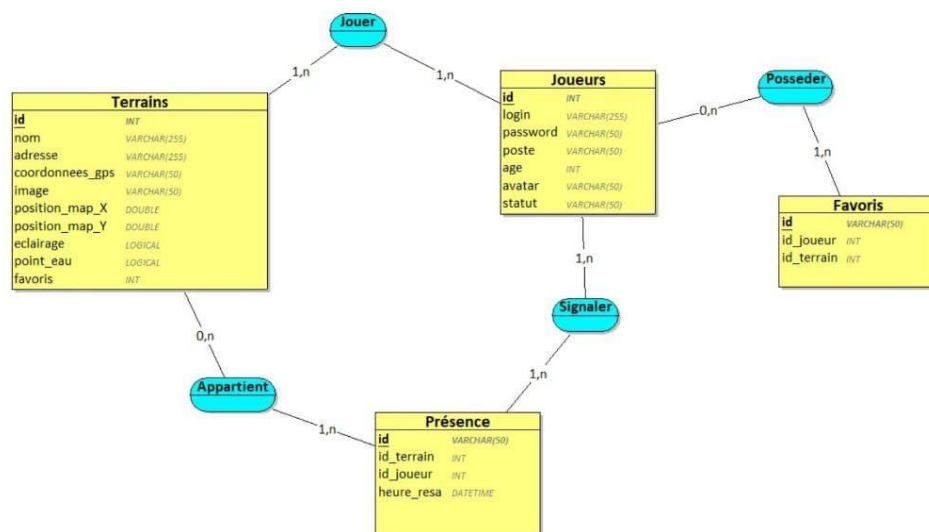 Jouer
1,n
1,n
Terrains
id INT
nom VARCHAR(255)
adresse VARCHAR(255)
coordonnees_gps VARCHAR(50)
image VARCHAR(50)
position_map_X DOUBLE
position_map_Y DOUBLE
eclairage LOGICAL
point_eau LOGICAL
favoris INT
Joueurs
id INT
login VARCHAR(255)
password VARCHAR(50)
poste VARCHAR(50)
age INT
avatar VARCHAR(50)
statut VARCHAR(50)
Posseder
0,n
1,n
Favoris
id VARCHAR(50)
id_joueur INT
id_terrain INT
1,n
Signaler
1,n
0,n
Appartient
1,n
Présence
id VARCHAR(50)
id_terrain INT
id_joueur INT
heure_resa DATETIME